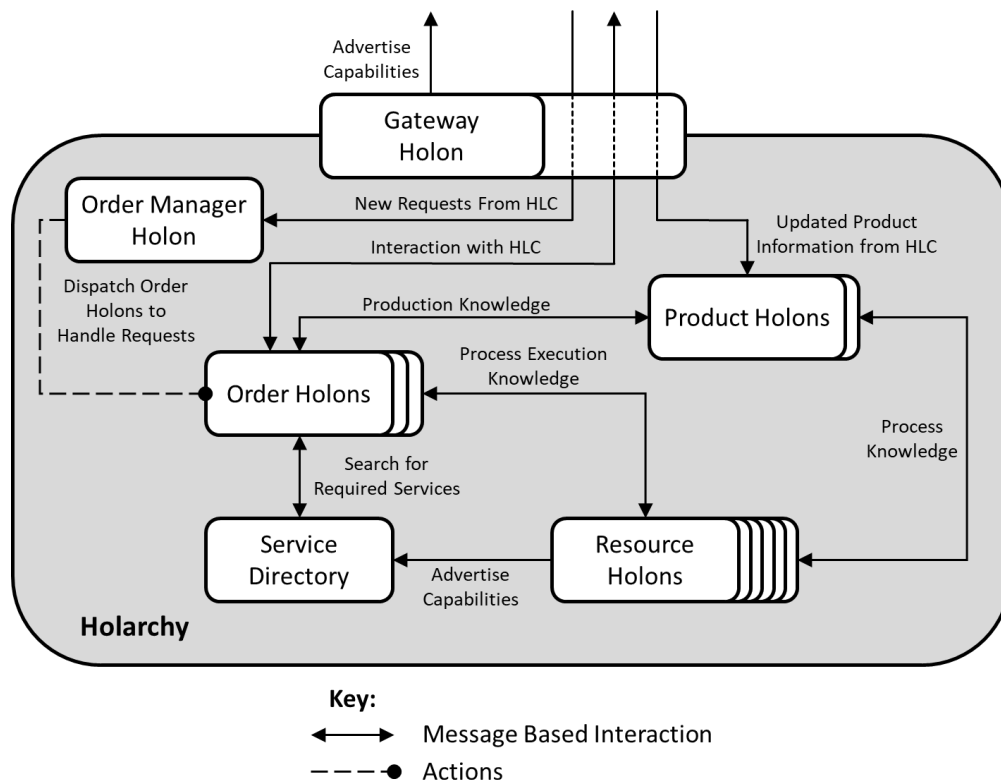 Advertise
Capabilities
Gateway
Holon
Order Manager
Holon
New Requests From HLC
Updated Product
Information from HLC
Interaction with HLC
Dispatch Order
Holons to
Handle Requests
Production Knowledge
Product Holons
Process Execution
Knowledge
Order Holons
Process
Knowledge
Search for
Required Services
Service
Directory
Advertise
Capabilities
Resource
Holons
Holarchy
Key:
Message Based Interaction
Actions